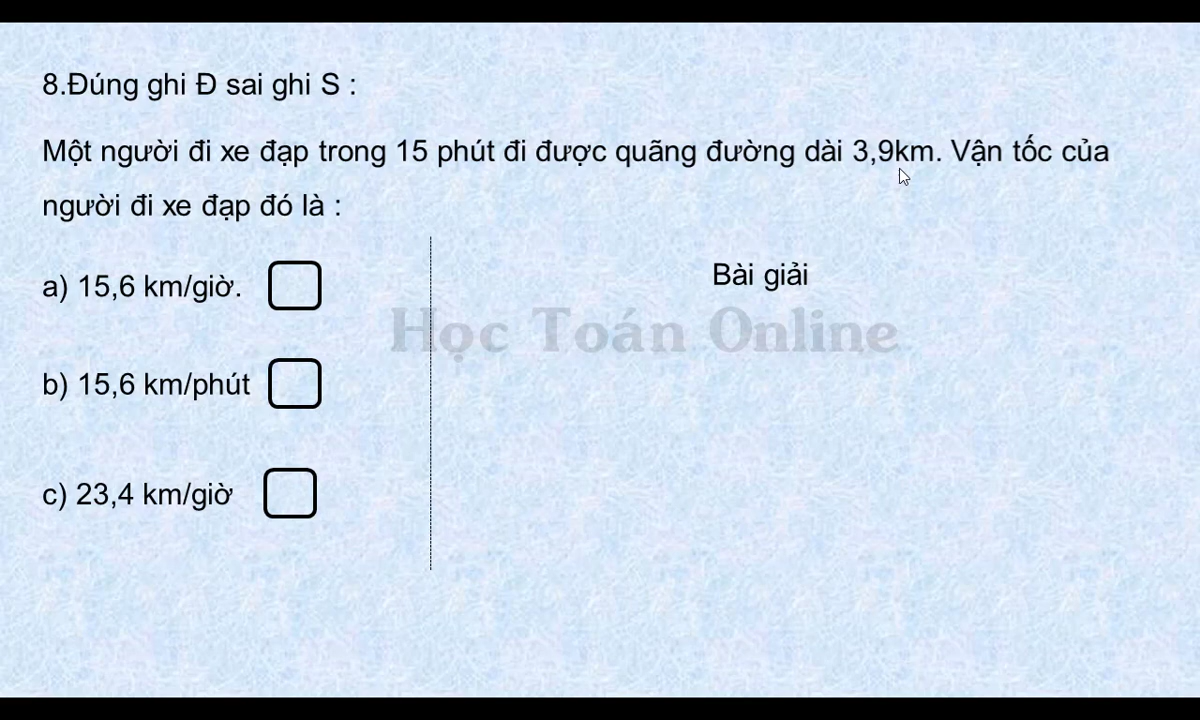 8.Đúng ghi Đ sai ghi S :
Một người đi xe đạp trong 15 phút đi được quãng đường dài 3,9km. Vận tốc của
người đi xe đạp đó là :
a) 15,6 km/giờ.
Bài giải
Học Toán Online
b) 15,6 km/phút
c) 23,4 km/giờ